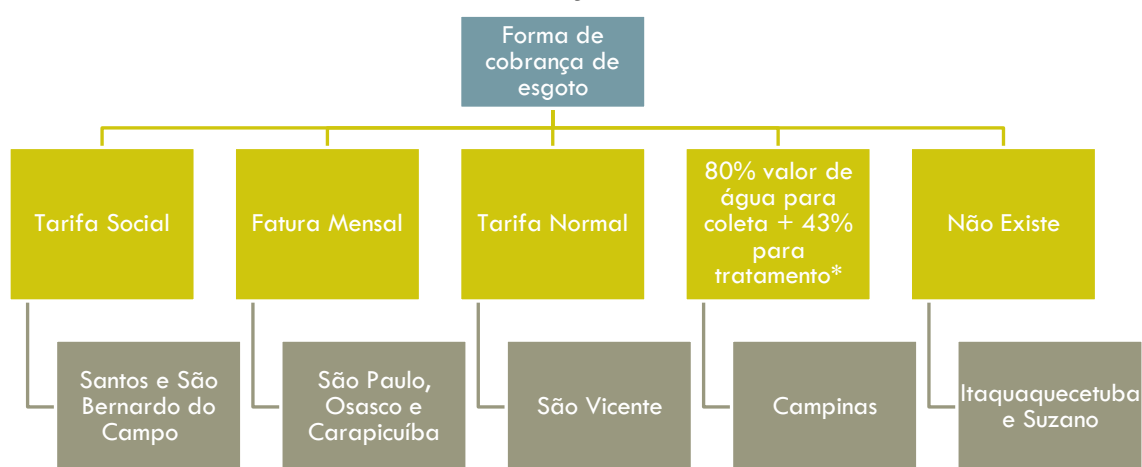 Forma de
cobrança de
esgoto
Tarifa Social
Fatura Mensal
Tarifa Normal
80% valor de
água para
coleta + 43%
para
tratamento*
Não Existe
Santos e São
Bernardo do
Campo
São Paulo,
Osasco e
Carapicuíba
São Vicente
Campinas
Itaquaquecetuba
e Suzano